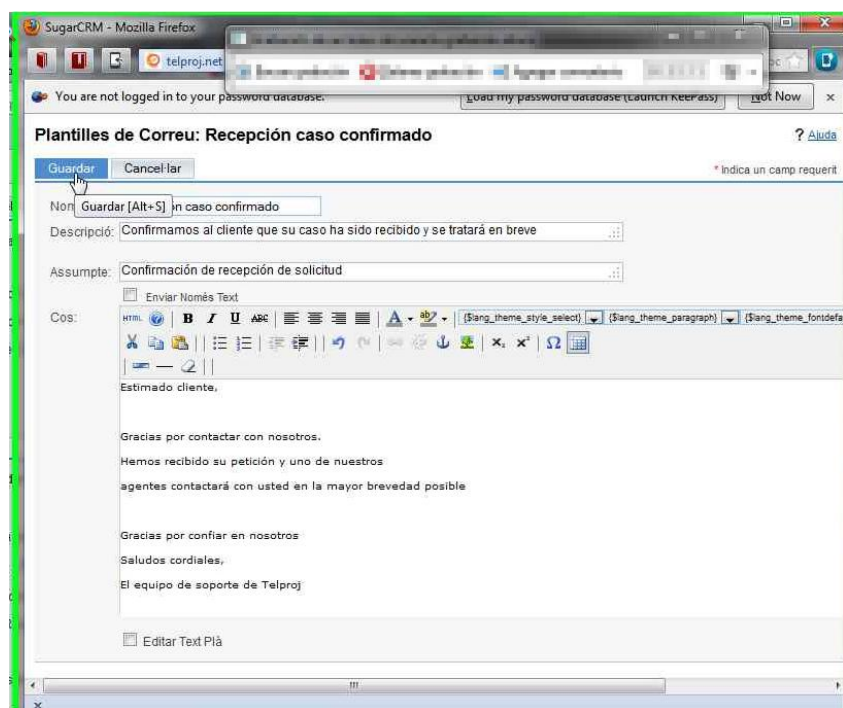 SugarCRM - Mozilla Firefox
telproj.net
You are not logged in to your password database. Load my password database (Launch KeePass) Not Now x
Plantilles de Correu: Recepción caso confirmado ? Ajuda
Guardar Cancel·lar * Indica un camp requerit
Guardar [Alt+S] caso confirmado
Descripció: Confirmamos al cliente que su caso ha sido recibido y se tratará en breve
Assumpte: Confirmación de recepción de solicitud
Enviar Només Text
Cos: HTML B I U ABC A ab {$lang_theme_style_select} {$lang_theme_paragraph} {$lang_theme_fontdefa
x₂ x² Ω
Estimado cliente,
Gracias por contactar con nosotros.
Hemos recibido su petición y uno de nuestros
agentes contactará con usted en la mayor brevedad posible
Gracias por confiar en nosotros
Saludos cordiales,
El equipo de soporte de Telproj
Editar Text Plà
x